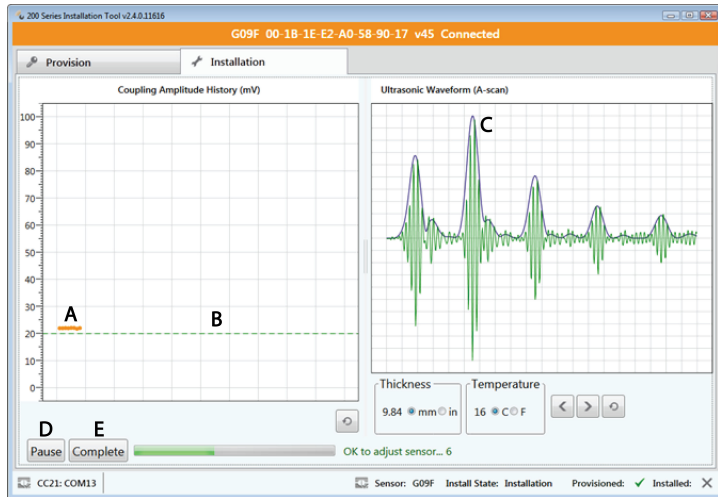 200 Series Installation Tool v2.4.0.11616
G09F 00-1B-1E-E2-A0-58-90-17 v45 Connected
Provision
Installation
Coupling Amplitude History (mV)
100
90
80
70
60
50
40
30
20
10
0
A
B
Ultrasonic Waveform (A-scan)
C
Thickness
9.84 mm in
Temperature
16 C F
< >
D
E
Pause
Complete
OK to adjust sensor... 6
CC21: COM13
Sensor: G09F Install State: Installation Provisioned: ✓ Installed: X